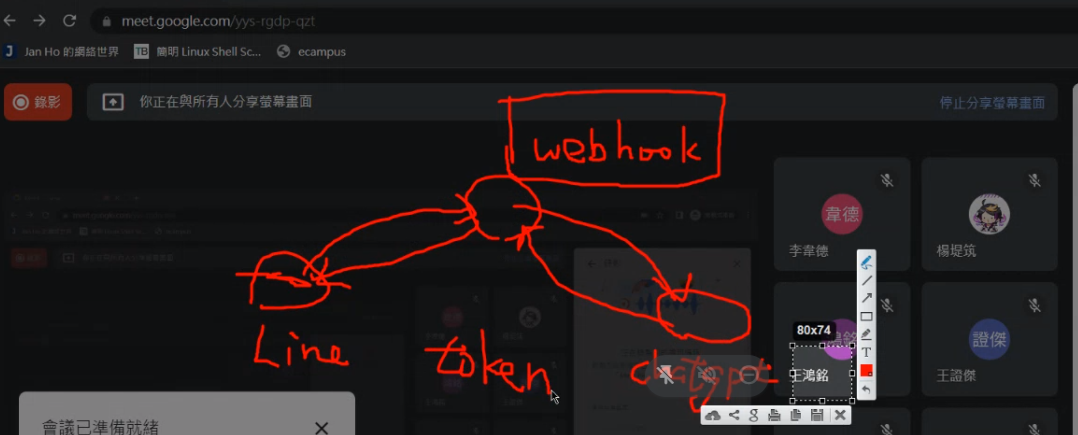 meet.google.com/yys-rgdp-qzt
Jan Ho 的網絡世界
TB
簡明 Linux Shell Sc...
ecampus
錄影
你正在與所有人分享螢幕畫面
停止分享螢幕畫面
webhook
韋德
李韋德
楊堤筑
Line
token
chatgpt
80x74
鴻銘
王鴻銘
T
證傑
王證傑
會議已準備就緒